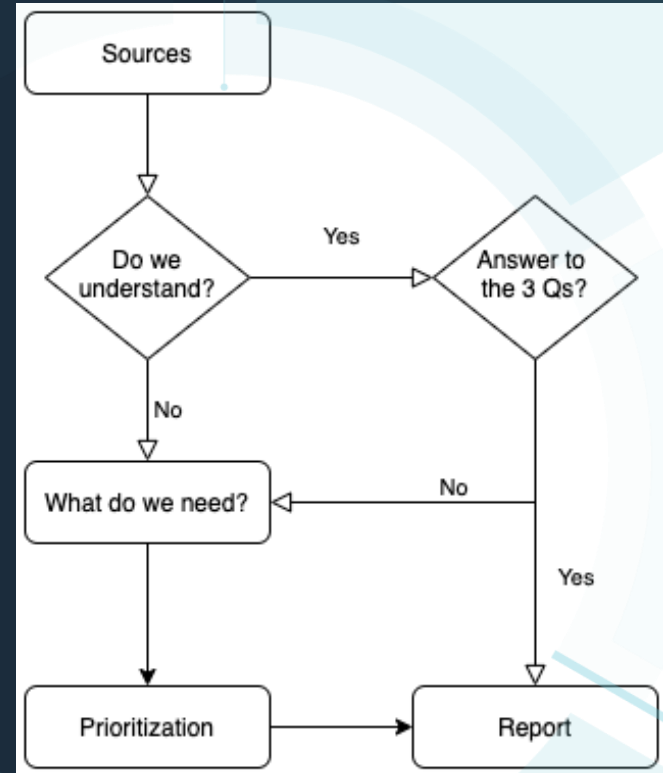 Sources
Yes
Do we
understand?
Answer to
the 3 Qs?
No
What do we need?
No
Yes
Prioritization
Report